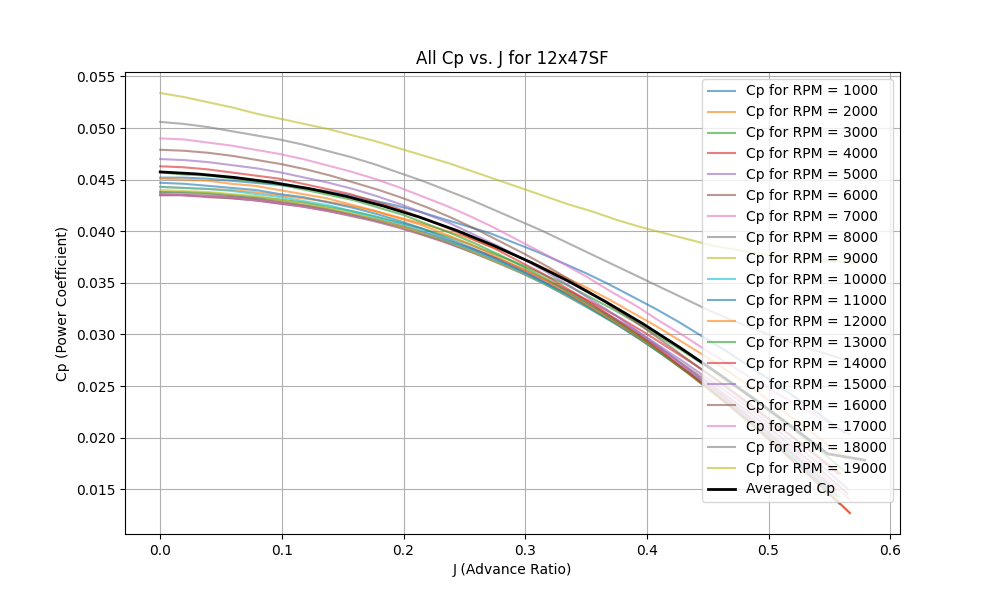 All Cp vs. J for 12x47SF
Cp (Power Coefficient)
0.055
0.050
0.045
0.040
0.035
0.030
0.025
0.020
0.015
0.0
0.1
0.2
0.3
0.4
0.5
0.6
J (Advance Ratio)
Cp for RPM = 1000
Cp for RPM = 2000
Cp for RPM = 3000
Cp for RPM = 4000
Cp for RPM = 5000
Cp for RPM = 6000
Cp for RPM = 7000
Cp for RPM = 8000
Cp for RPM = 9000
Cp for RPM = 10000
Cp for RPM = 11000
Cp for RPM = 12000
Cp for RPM = 13000
Cp for RPM = 14000
Cp for RPM = 15000
Cp for RPM = 16000
Cp for RPM = 17000
Cp for RPM = 18000
Cp for RPM = 19000
Averaged Cp